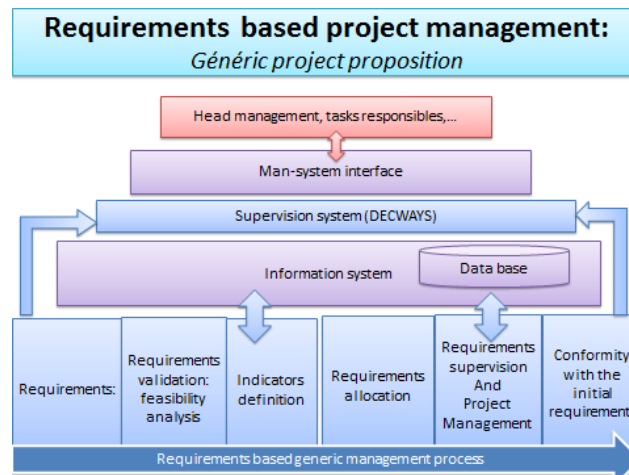 Requirements based project management:
Généric project proposition
Head management, tasks responsibles,...
Man-system interface
Supervision system (DECWAYS)
Information system
Data base
Requirements:
Requirements
validation:
feasibility
analysis
Indicators
definition
Requirements
allocation
Requirements
supervision
And
Project
Management
Conformity
with the
initial
requirement
Requirements based generic management process